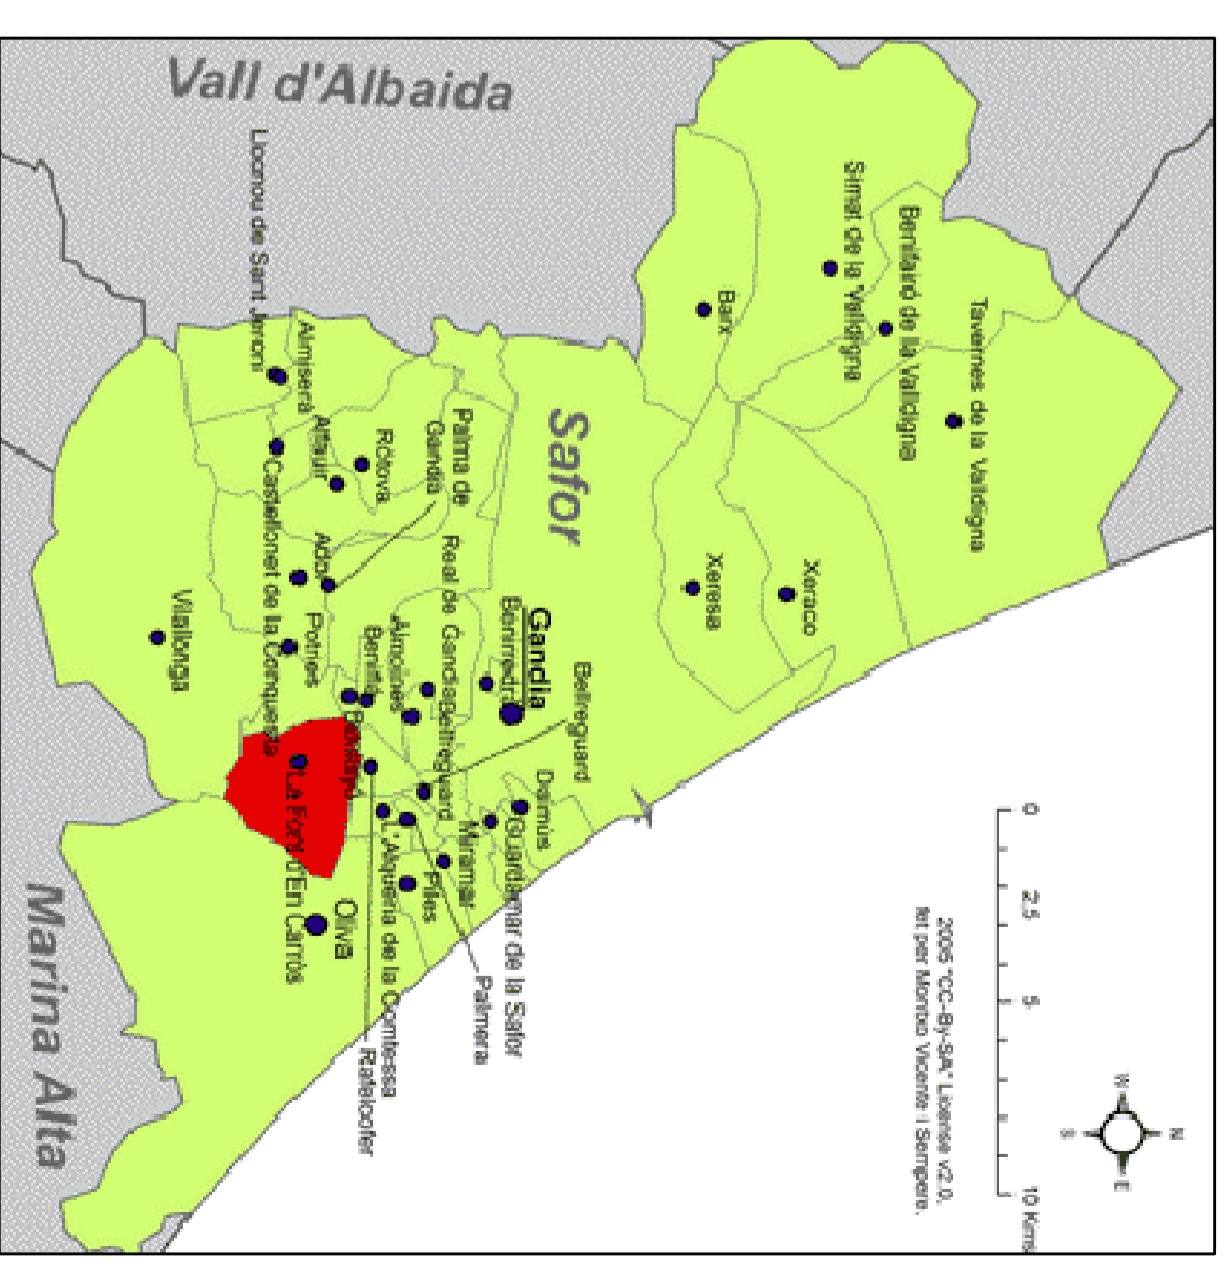 Vall d'Albaida
Simat de la Valldigna
Benifairó de la Valldigna
Tavernes de la Valldigna
Barx
Llocnou de Sant Jeroni
Almiserà
Alfauir
Ròtova
Palma de
Gandia
Safor
Castellonet de la Conquesta
Ador
Potries
Vilallonga
Real de Gandia
Almoines
Beniflà
Benirredrà
Gandia
Bellreguard
Xeresa
Xeraco
Bellreguard
Daimús
Guardamar de la Safor
Miramar
Piles
Palmera
L'Alqueria de la Comtessa
Rafelcofer
La Font d'En Carròs
Oliva
Marina Alta
0
2,5
5
10 Kms
2006 "CC-By-SA" License v2.0.
fet per Montxo Vicente i Sempere.
N
S
E
W